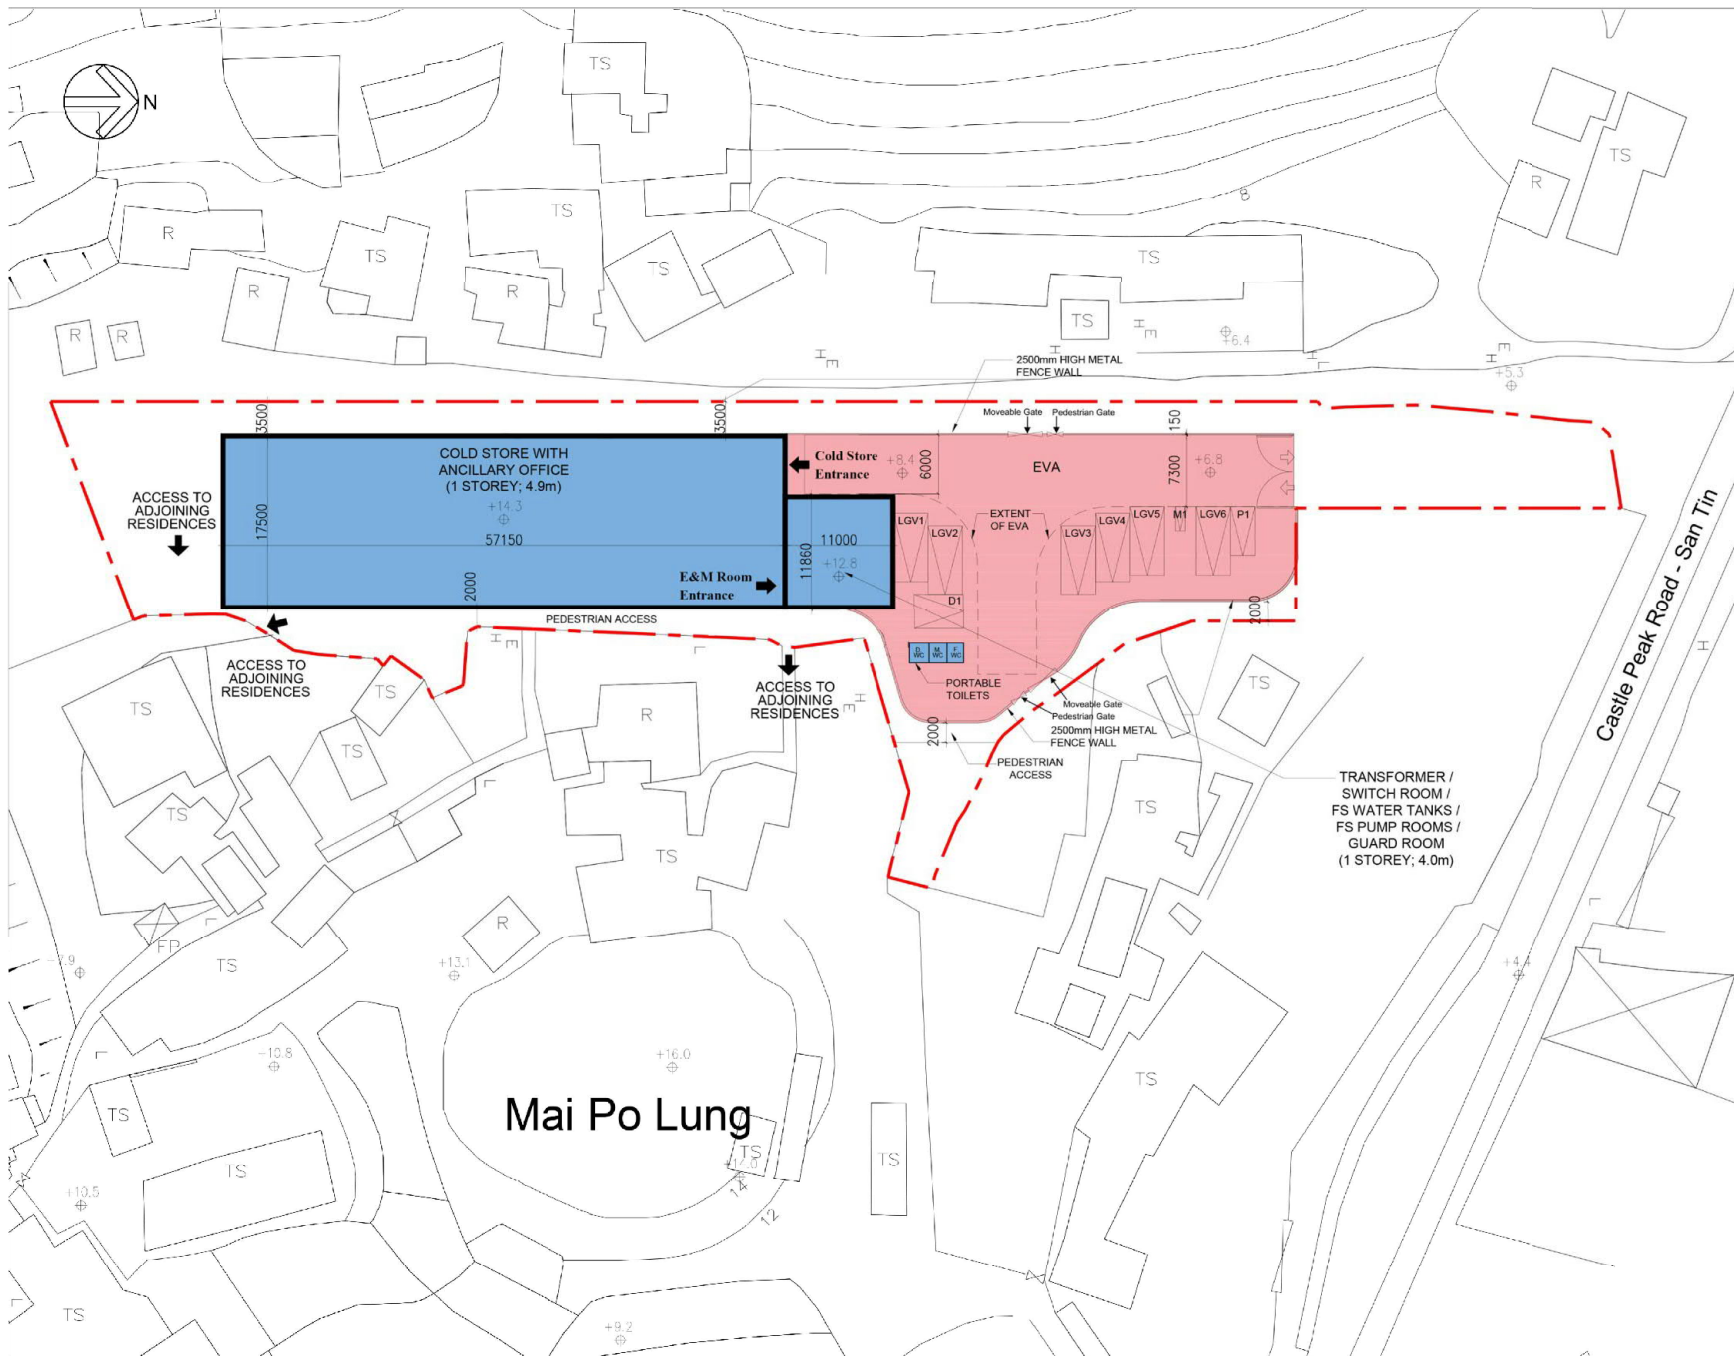 TS
N
TS
R
8
TS
R
TS
TS
TS
R
R
TS
R
R
TS
+6.4
2500mm HIGH METAL
FENCE WALL
+5.3
3500
3500
Moveable Gate
Pedestrian Gate
150
COLD STORE WITH
ANCILLARY OFFICE
(1 STOREY; 4.9m)
Cold Store
Entrance
+8.4
6000
EVA
7300
+6.8
ACCESS TO
ADJOINING
RESIDENCES
17500
+14.3
57150
11000
11860
+12.8
LGV1
LGV2
EXTENT
OF EVA
LGV3
LGV4
LGV5
M1
LGV6
P1
E&M Room
Entrance
2000
D1
2000
PEDESTRIAN ACCESS
D
WC
M
WC
F
WC
PORTABLE
TOILETS
ACCESS TO
ADJOINING
RESIDENCES
ACCESS TO
ADJOINING
RESIDENCES
Moveable Gate
Pedestrian Gate
2500mm HIGH METAL
FENCE WALL
2000
PEDESTRIAN
ACCESS
Castle Peak Road - San Tin
TS
TS
TS
R
TS
TS
TS
TS
TRANSFORMER /
SWITCH ROOM /
FS WATER TANKS /
FS PUMP ROOMS /
GUARD ROOM
(1 STOREY; 4.0m)
R
FP
TS
+13.1
+4.4
+16.0
TS
TS
Mai Po Lung
TS
TS
TS
14
12
+10.5
TS
+9.2